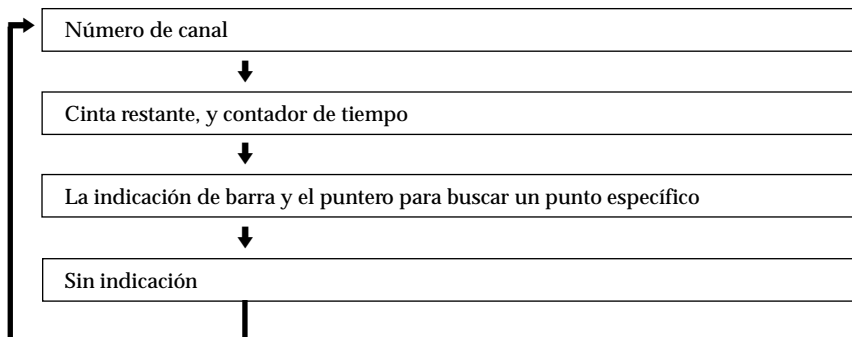 Número de canal
Cinta restante, y contador de tiempo
La indicación de barra y el puntero para buscar un punto específico
Sin indicación